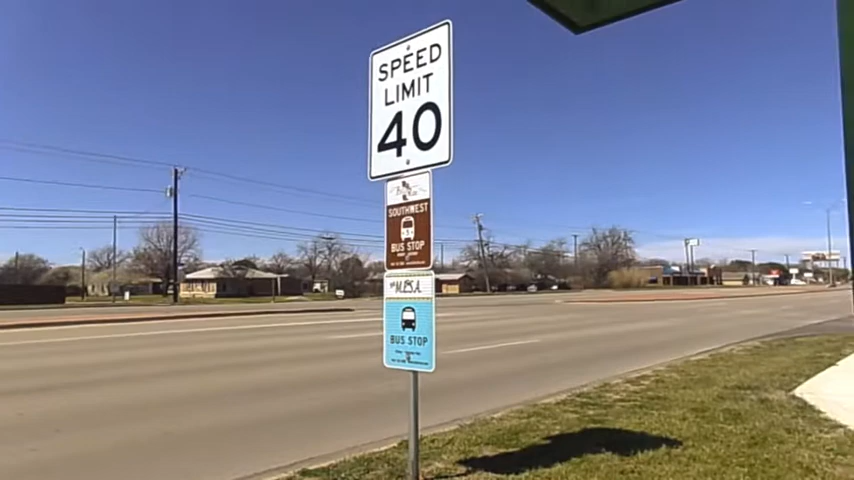 SPEED
LIMIT
40
SOUTHWEST
BUS STOP
BUS STOP